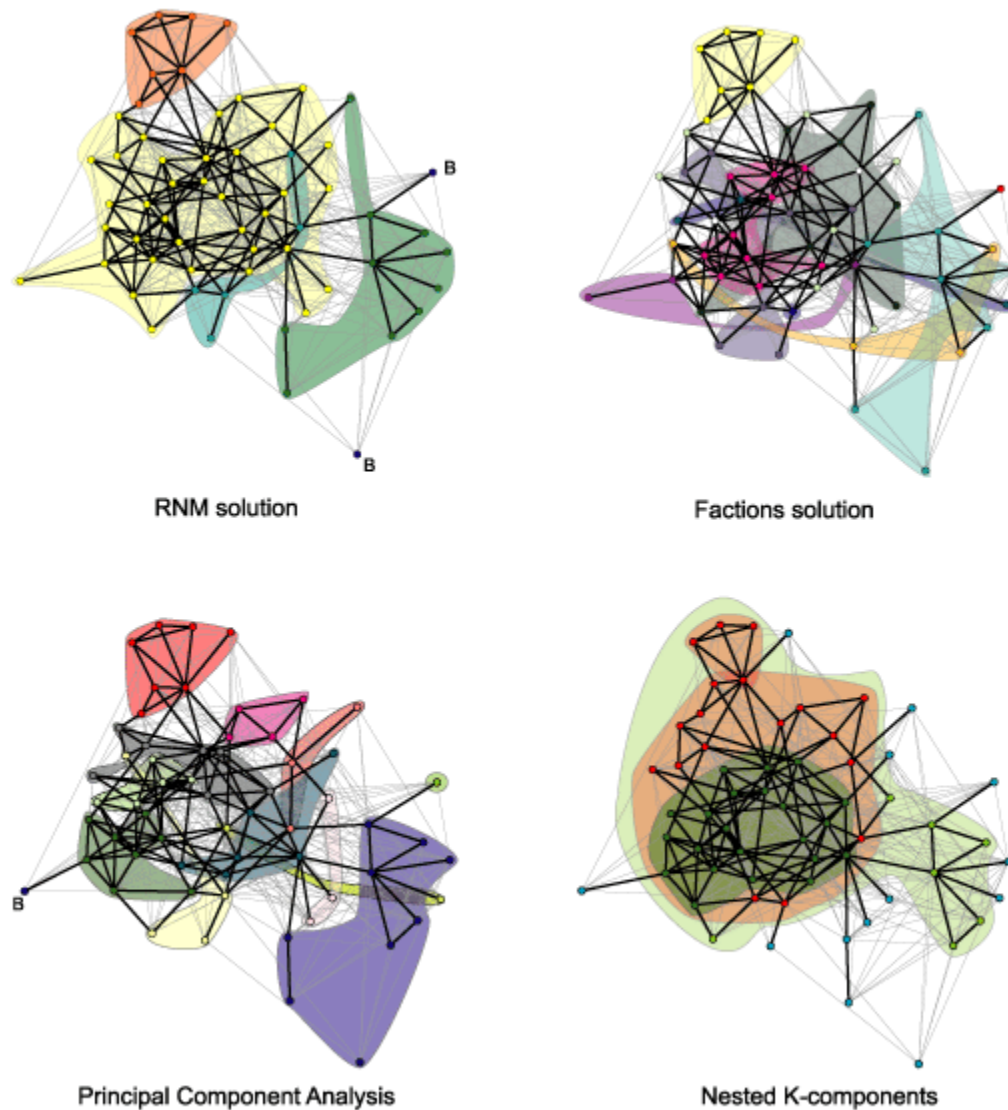 B
B
RNM solution
Factions solution
B
Principal Component Analysis
Nested K-components